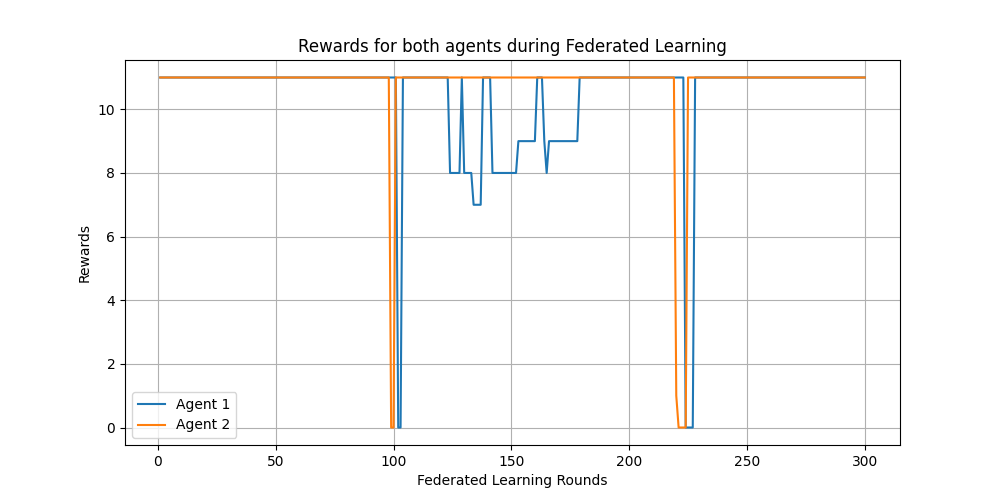 Rewards for both agents during Federated Learning
Rewards
10
8
6
4
2
0
Agent 1
Agent 2
0 50 100 150 200 250 300
Federated Learning Rounds